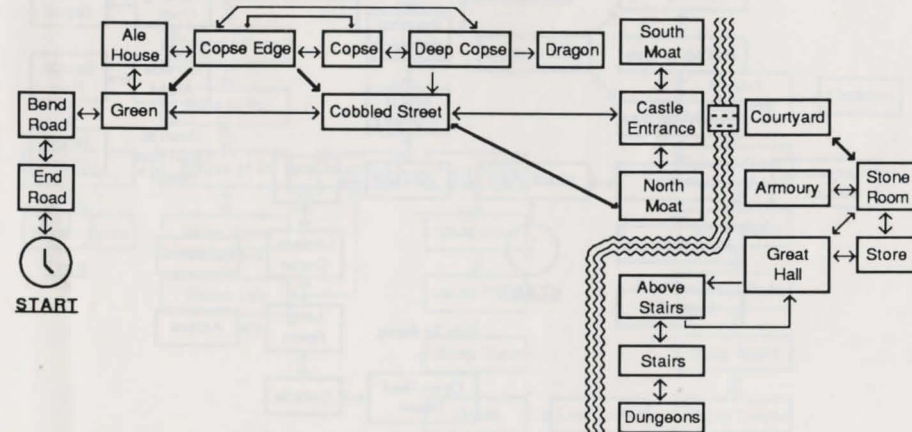 Ale
House
Copse Edge
Copse
Deep Copse
Dragon
South
Moat
Bend
Road
Green
Cobbled Street
Castle
Entrance
Courtyard
End
Road
North
Moat
Armoury
Stone
Room
START
Great
Hall
Store
Above
Stairs
Stairs
Dungeons